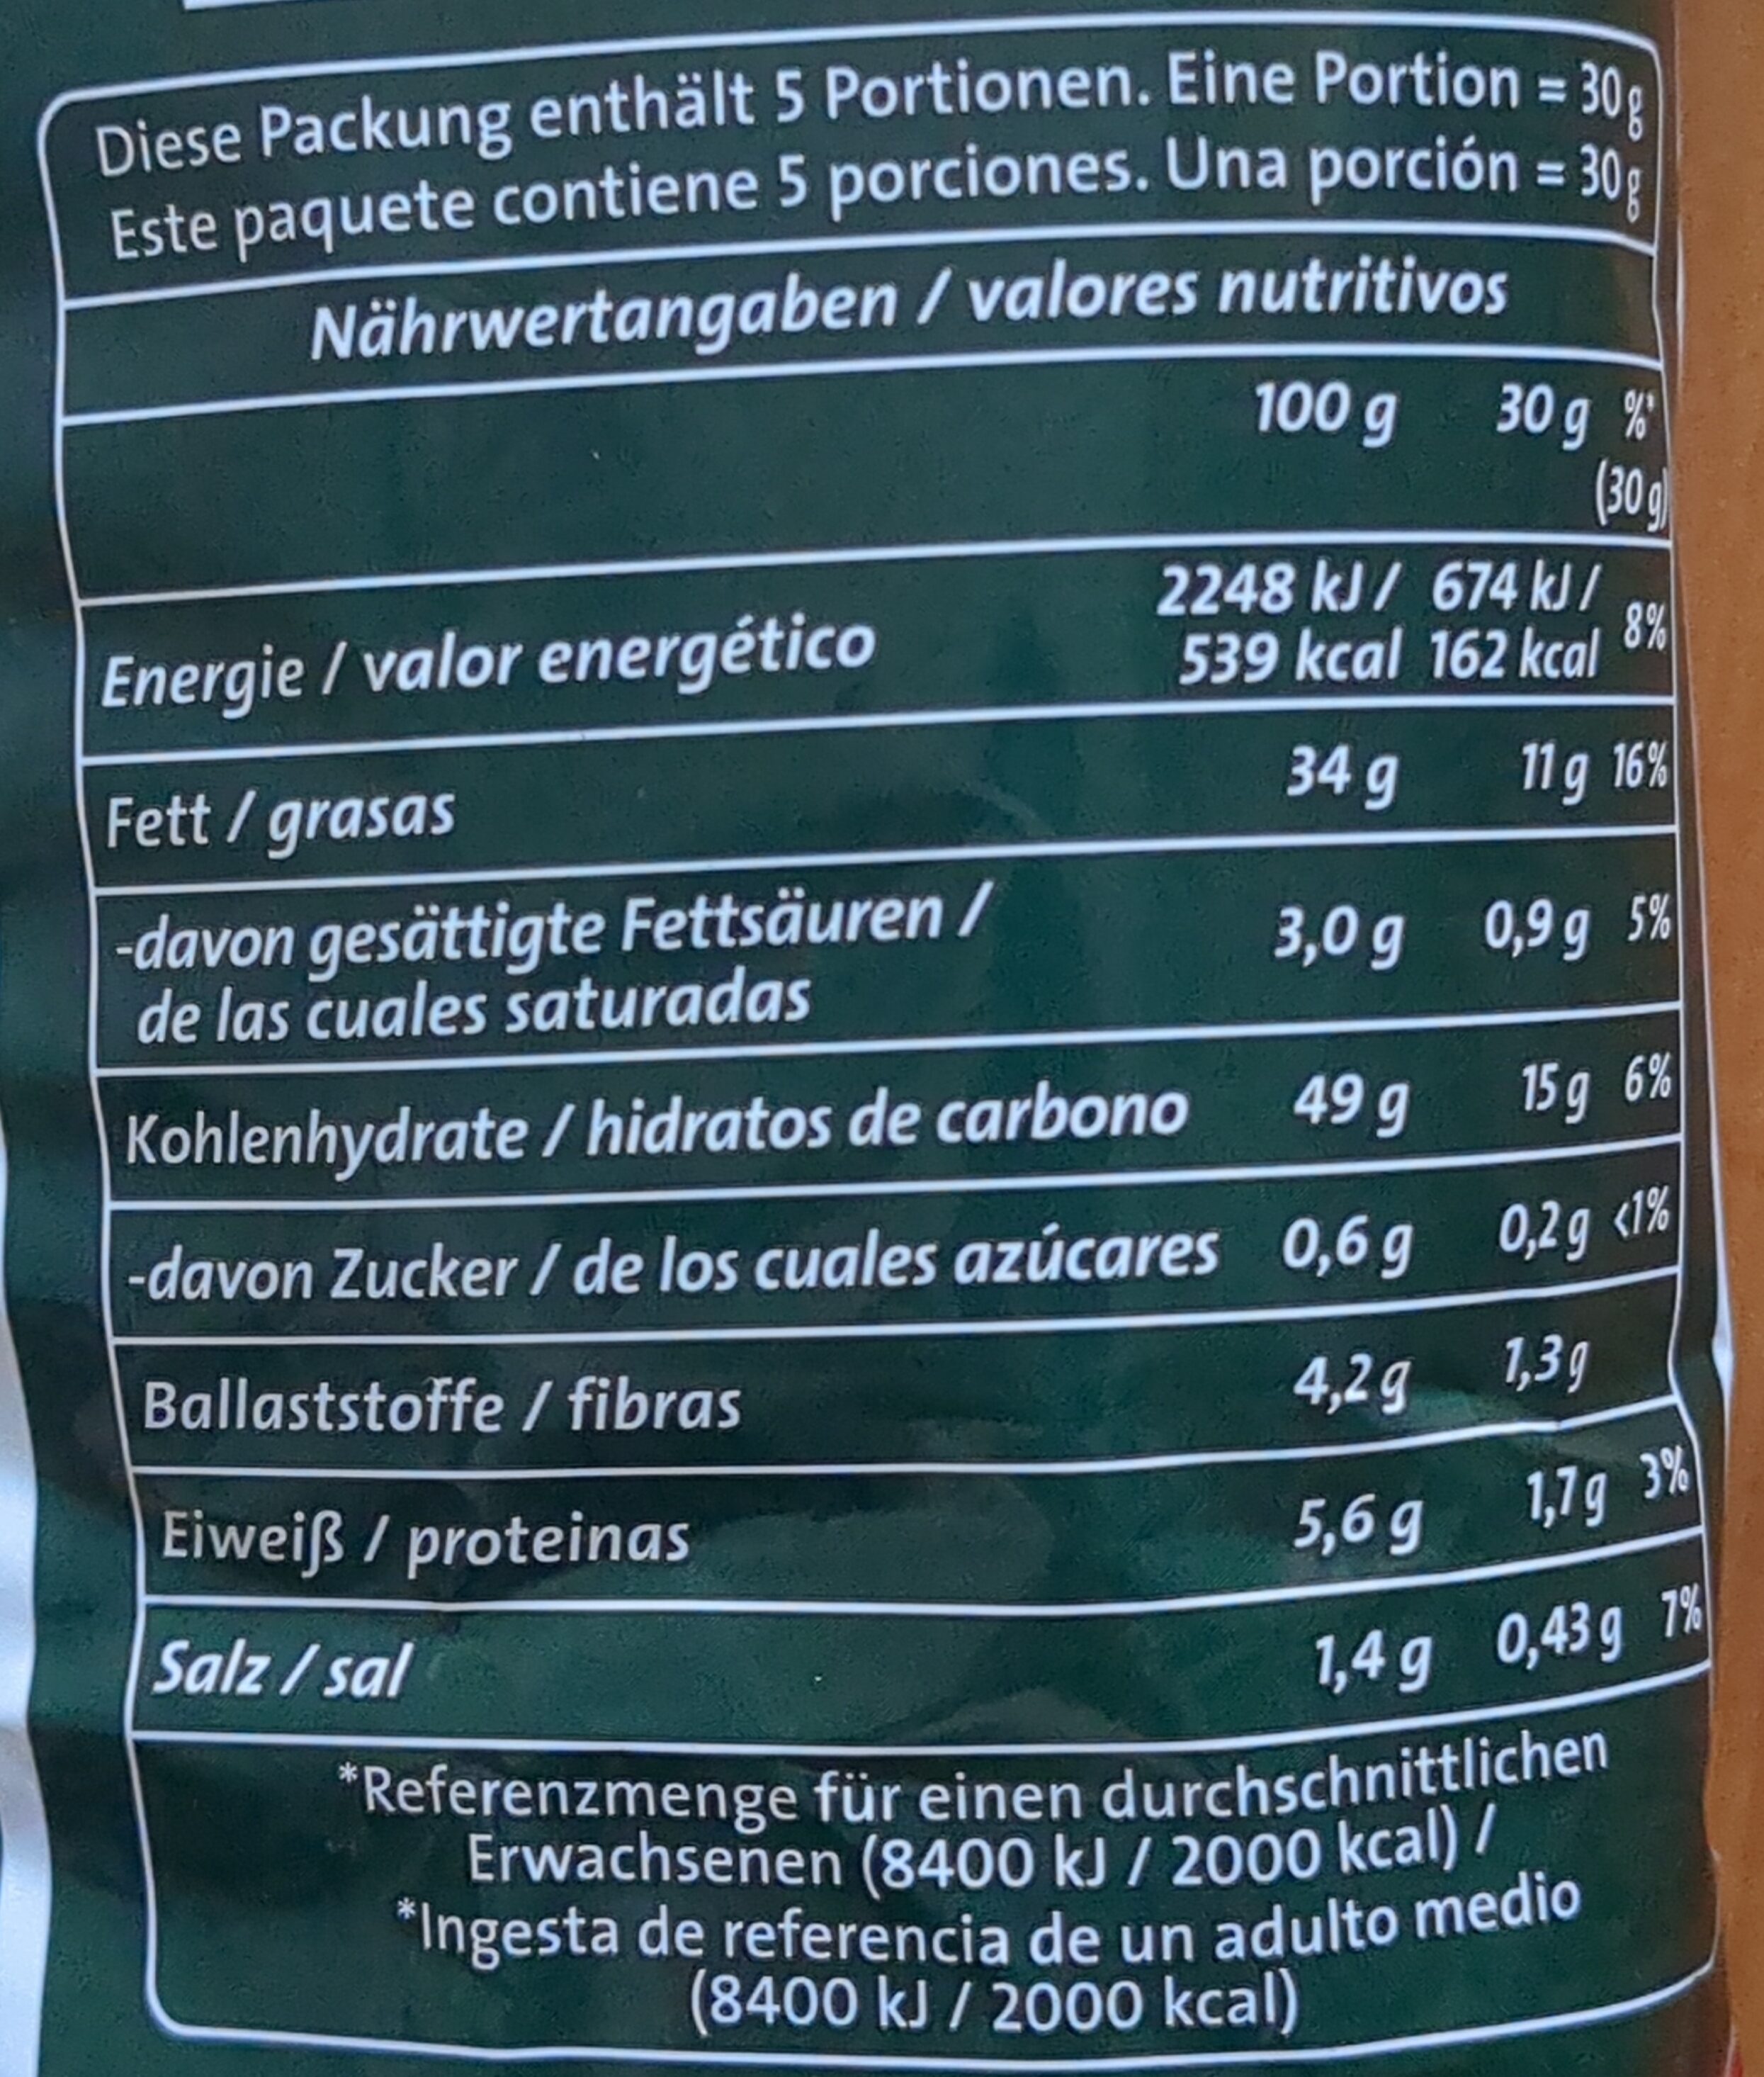 Diese Packung enthält 5 Portionen. Eine Portion = 30g
Este paquete contiene 5 porciones. Una porción = 30g
Nährwertangaben / valores nutritivos
100 g 30 g %*
(30 g)
2248 kJ / 674 kJ /
Energie / valor energético 539 kcal 162 kcal 8%
Fett / grasas 34 g 11 g 16%
-davon gesättigte Fettsäuren / 3,0 g 0,9 g 5%
de las cuales saturadas
Kohlenhydrate / hidratos de carbono 49 g 15 g 6%
-davon Zucker / de los cuales azúcares 0,6 g 0,2 g <1%
Ballaststoffe / fibras 4,2 g 1,3 g
Eiweiß / proteinas 5,6 g 1,7 g 3%
Salz / sal 1,4 g 0,43 g 7%
*Referenzmenge für einen durchschnittlichen
Erwachsenen (8400 kJ / 2000 kcal) /
*Ingesta de referencia de un adulto medio
(8400 kJ / 2000 kcal)